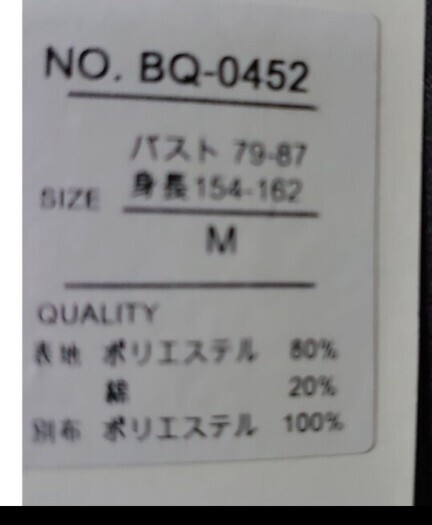 NO. BQ-0452
バスト 79-87
SIZE 身長 154-162
M
QUALITY
表地 ポリエステル 80%
綿 20%
別布 ポリエステル 100%